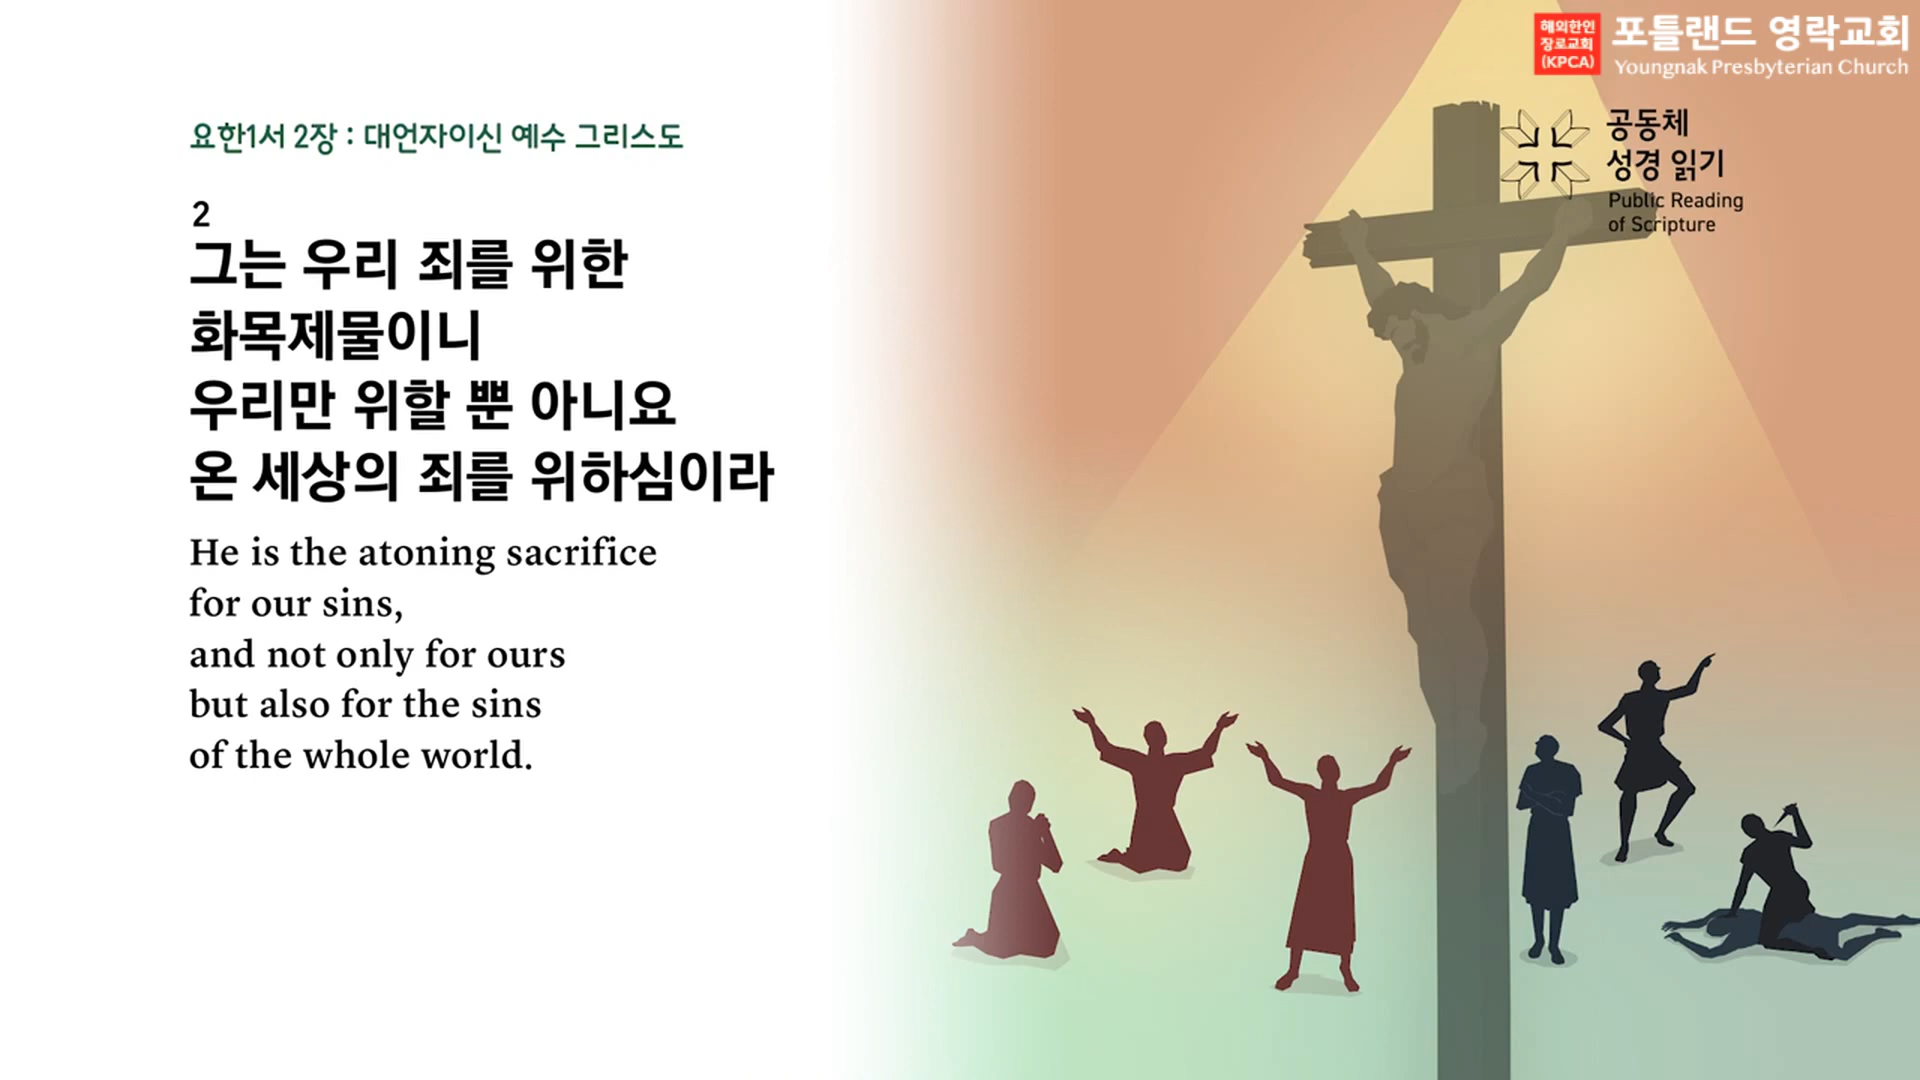 해외한인
장로교회
(KPCA)
포틀랜드 영락교회
Youngnak Presbyterian Church
공동체
성경 읽기
Public Reading
of Scripture
요한1서 2장 : 대언자이신 예수 그리스도
2
그는 우리 죄를 위한
화목제물이니
우리만 위할 뿐 아니요
온 세상의 죄를 위하심이라
He is the atoning sacrifice
for our sins,
and not only for ours
but also for the sins
of the whole world.